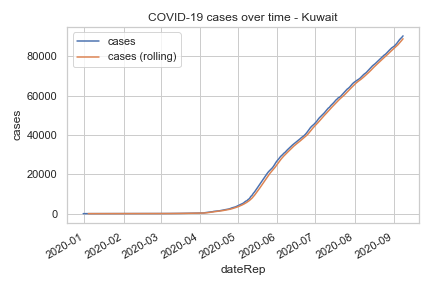 COVID-19 cases over time - Kuwait
cases
cases (rolling)
80000
60000
40000
20000
0
cases
2020-01
2020-02
2020-03
2020-04
2020-05
2020-06
2020-07
2020-08
2020-09
dateRep